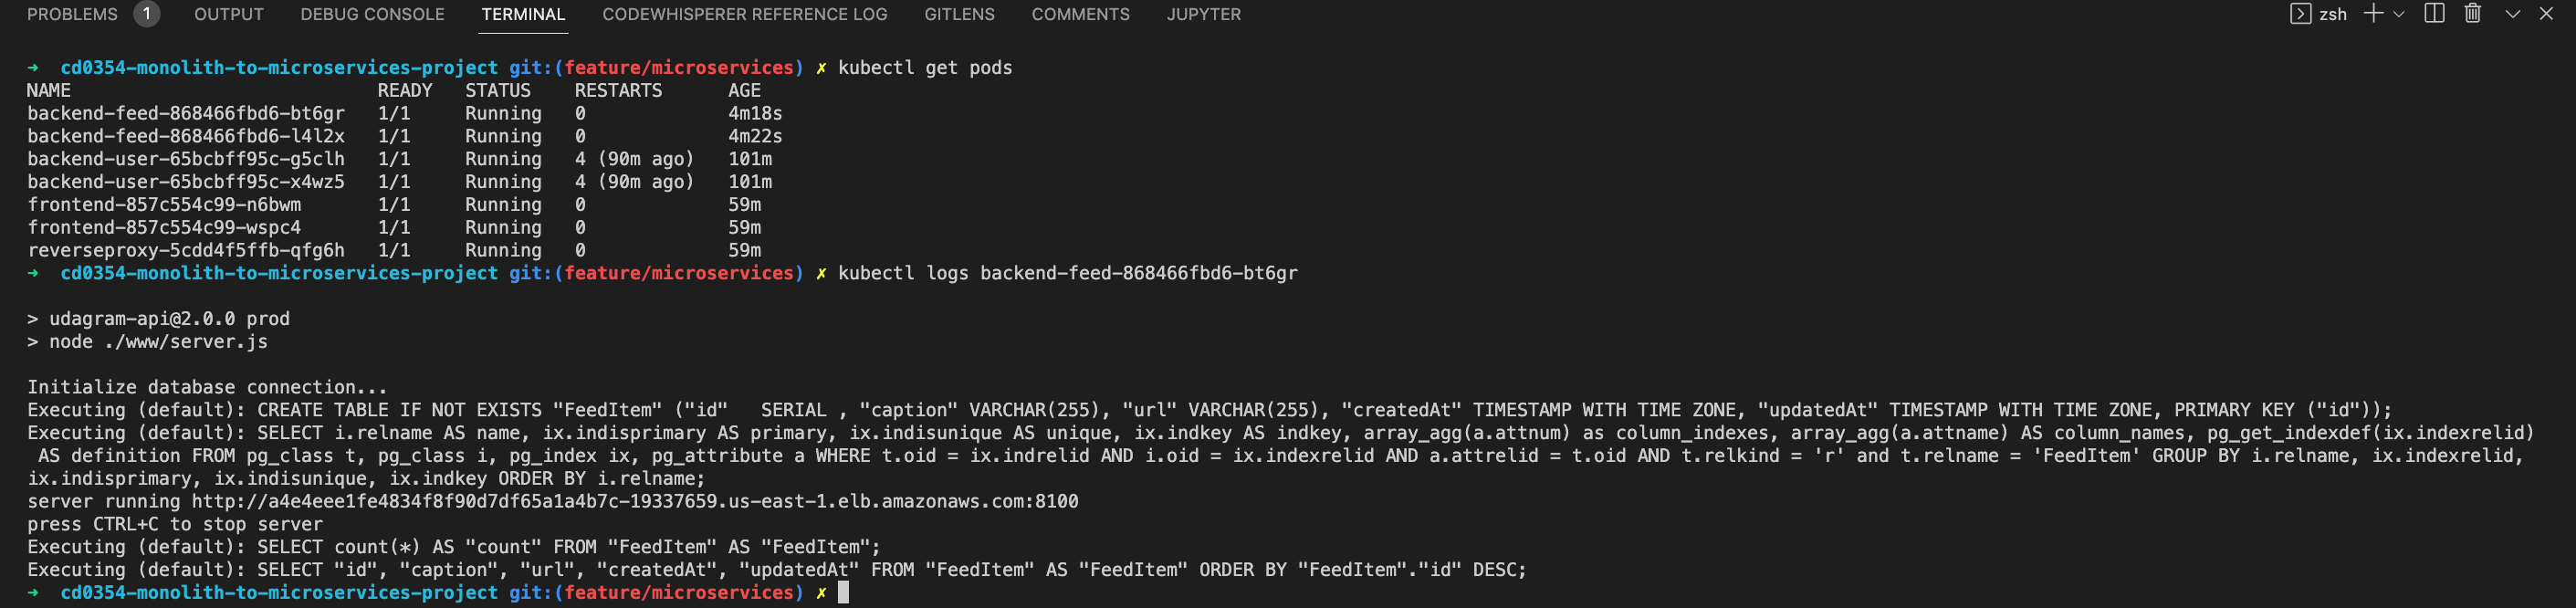 PROBLEMS 1 OUTPUT DEBUG CONSOLE TERMINAL CODEWHISPERER REFERENCE LOG GITLENS COMMENTS JUPYTER zsh
➜ cd0354-monolith-to-microservices-project git:(feature/microservices) ✗ kubectl get pods
NAME READY STATUS RESTARTS AGE
backend-feed-868466fbd6-bt6gr 1/1 Running 0 4m18s
backend-feed-868466fbd6-l4l2x 1/1 Running 0 4m22s
backend-user-65bcbff95c-g5clh 1/1 Running 4 (90m ago) 101m
backend-user-65bcbff95c-x4wz5 1/1 Running 4 (90m ago) 101m
frontend-857c554c99-n6bwm 1/1 Running 0 59m
frontend-857c554c99-wspc4 1/1 Running 0 59m
reverseproxy-5cdd4f5ffb-qfg6h 1/1 Running 0 59m
➜ cd0354-monolith-to-microservices-project git:(feature/microservices) ✗ kubectl logs backend-feed-868466fbd6-bt6gr
> udagram-api@2.0.0 prod
> node ./www/server.js
Initialize database connection...
Executing (default): CREATE TABLE IF NOT EXISTS "FeedItem" ("id"   SERIAL , "caption" VARCHAR(255), "url" VARCHAR(255), "createdAt" TIMESTAMP WITH TIME ZONE, "updatedAt" TIMESTAMP WITH TIME ZONE, PRIMARY KEY ("id"));
Executing (default): SELECT i.relname AS name, ix.indisprimary AS primary, ix.indisunique AS unique, ix.indkey AS indkey, array_agg(a.attnum) as column_indexes, array_agg(a.attname) AS column_names, pg_get_indexdef(ix.indexrelid)
AS definition FROM pg_class t, pg_class i, pg_index ix, pg_attribute a WHERE t.oid = ix.indrelid AND i.oid = ix.indexrelid AND a.attrelid = t.oid AND t.relkind = 'r' and t.relname = 'FeedItem' GROUP BY i.relname, ix.indexrelid,
ix.indisprimary, ix.indisunique, ix.indkey ORDER BY i.relname;
server running http://a4e4eee1fe4834f8f90d7df65a1a4b7c-19337659.us-east-1.elb.amazonaws.com:8100
press CTRL+C to stop server
Executing (default): SELECT count(*) AS "count" FROM "FeedItem" AS "FeedItem";
Executing (default): SELECT "id", "caption", "url", "createdAt", "updatedAt" FROM "FeedItem" AS "FeedItem" ORDER BY "FeedItem"."id" DESC;
➜ cd0354-monolith-to-microservices-project git:(feature/microservices) ✗